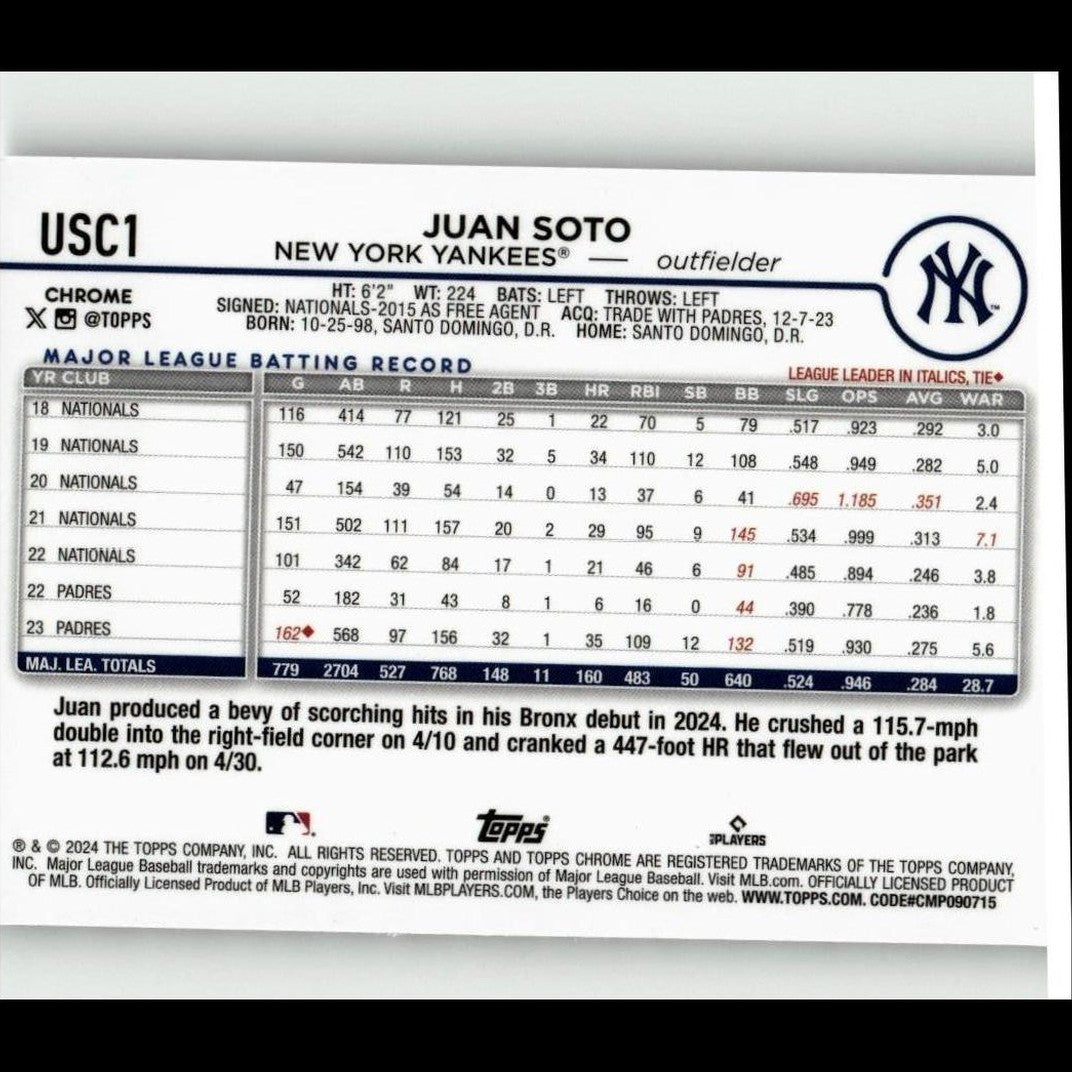 USC1
JUAN SOTO
NEW YORK YANKEES® — outfielder
NY
™
CHROME
X @TOPPS
HT: 6'2" WT: 224 BATS: LEFT THROWS: LEFT
SIGNED: NATIONALS-2015 AS FREE AGENT ACQ: TRADE WITH PADRES, 12-7-23
BORN: 10-25-98, SANTO DOMINGO, D.R. HOME: SANTO DOMINGO, D.R.
MAJOR LEAGUE BATTING RECORD
LEAGUE LEADER IN ITALICS, TIE♦
YR CLUB G AB R H 2B 3B HR RBI SB BB SLG OPS AVG WAR
18 NATIONALS 116 414 77 121 25 1 22 70 5 79 .517 .923 .292 3.0
19 NATIONALS 150 542 110 153 32 5 34 110 12 108 .548 .949 .282 5.0
20 NATIONALS 47 154 39 54 14 0 13 37 6 41 .695 1.185 .351 2.4
21 NATIONALS 151 502 111 157 20 2 29 95 9 145 .534 .999 .313 7.1
22 NATIONALS 101 342 62 84 17 1 21 46 6 91 .485 .894 .246 3.8
22 PADRES 52 182 31 43 8 1 6 16 0 44 .390 .778 .236 1.8
23 PADRES 162♦ 568 97 156 32 1 35 109 12 132 .519 .930 .275 5.6
MAJ. LEA. TOTALS 779 2704 527 768 148 11 160 483 50 640 .524 .946 .284 28.7
Juan produced a bevy of scorching hits in his Bronx debut in 2024. He crushed a 115.7-mph
double into the right-field corner on 4/10 and cranked a 447-foot HR that flew out of the park
at 112.6 mph on 4/30.
topps®
PLAYERS
® & © 2024 THE TOPPS COMPANY, INC. ALL RIGHTS RESERVED. TOPPS AND TOPPS CHROME ARE REGISTERED TRADEMARKS OF THE TOPPS COMPANY,
INC. Major League Baseball trademarks and copyrights are used with permission of Major League Baseball. Visit MLB.com. OFFICIALLY LICENSED PRODUCT
OF MLB. Officially Licensed Product of MLB Players, Inc. Visit MLBPLAYERS.COM, the Players Choice on the web. WWW.TOPPS.COM. CODE#CMP090715